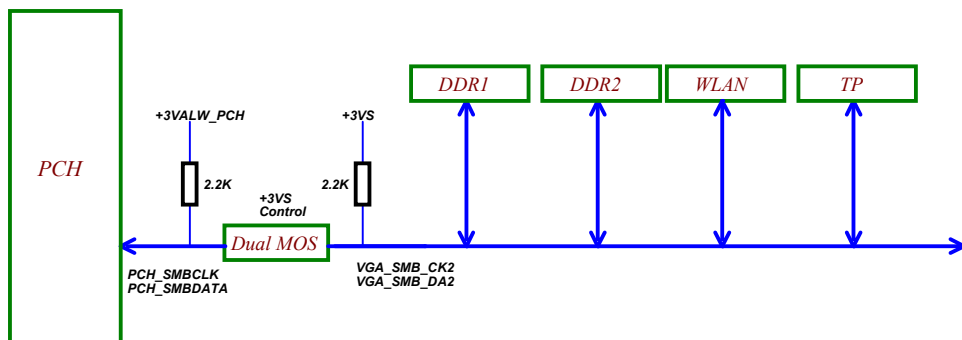 DDR1
DDR2
WLAN
TP
+3VALW_PCH
+3VS
PCH
2.2K
2.2K
+3VS
Control
Dual MOS
PCH_SMBCLK
PCH_SMBDATA
VGA_SMB_CK2
VGA_SMB_DA2